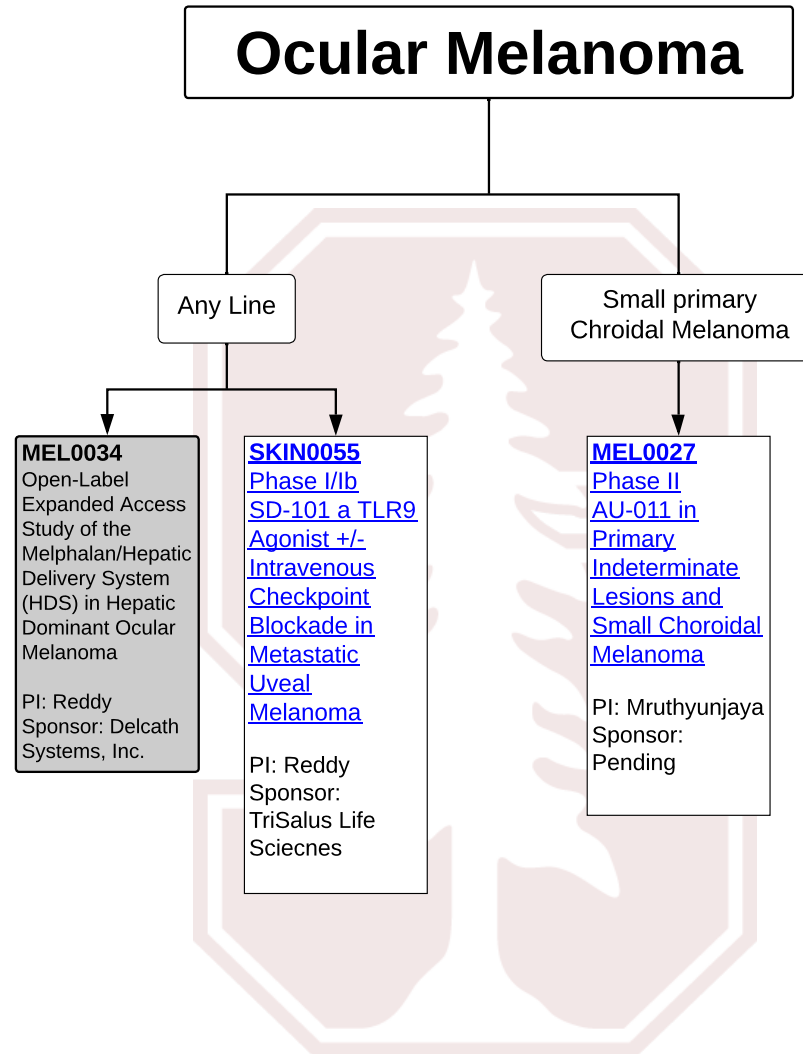 Ocular Melanoma
Any Line
Small primary
Chroidal Melanoma
MEL0034
Open-Label
Expanded Access
Study of the
Melphalan/Hepatic
Delivery System
(HDS) in Hepatic
Dominant Ocular
Melanoma
PI: Reddy
Sponsor: Delcath
Systems, Inc.
SKIN0055
Phase I/Ib
SD-101 a TLR9
Agonist +/-
Intravenous
Checkpoint
Blockade in
Metastatic
Uveal
Melanoma
PI: Reddy
Sponsor:
TriSalus Life
Sciecnes
MEL0027
Phase II
AU-011 in
Primary
Indeterminate
Lesions and
Small Choroidal
Melanoma
PI: Mruthyunjaya
Sponsor:
Pending